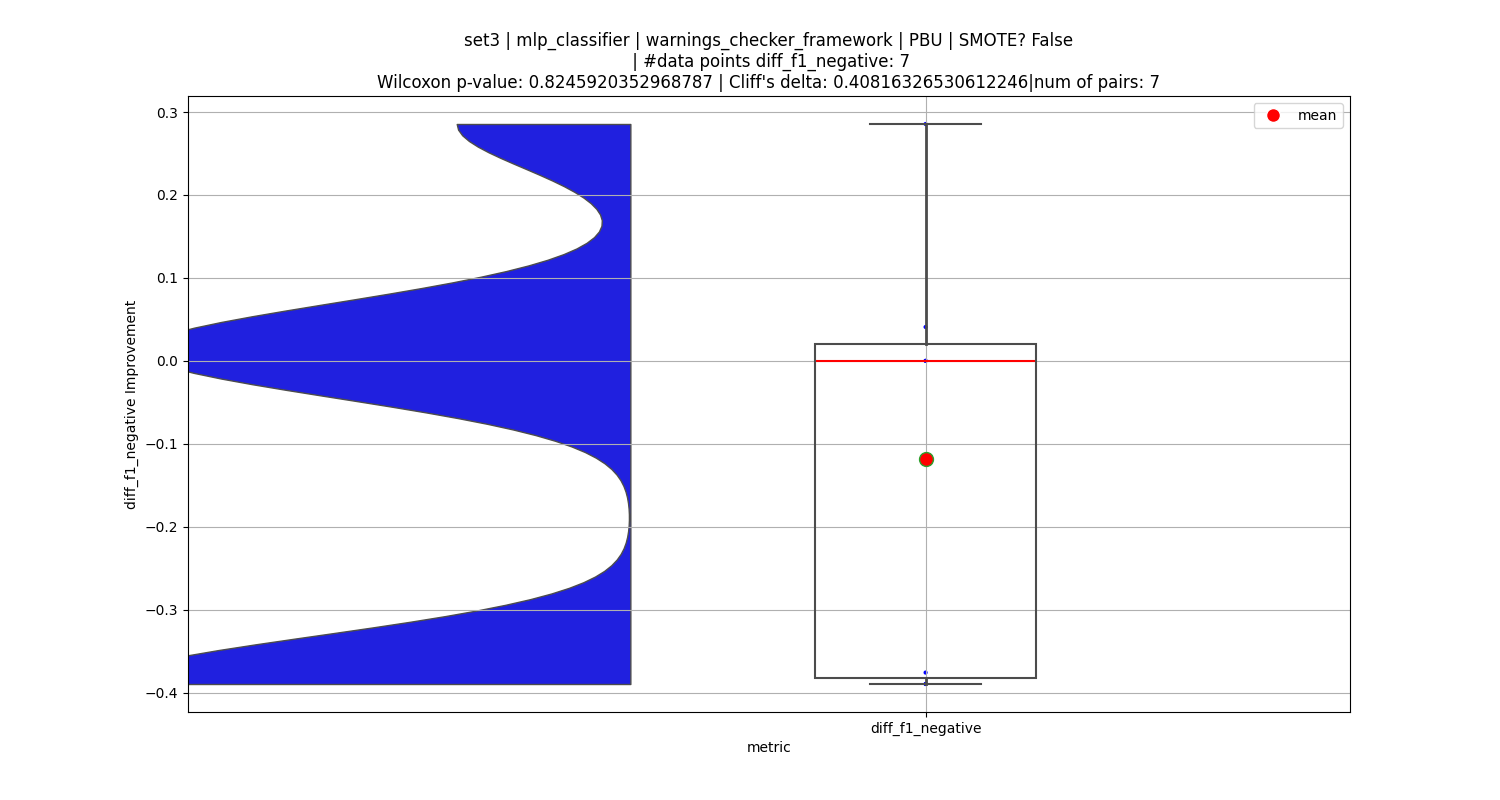 set3 | mlp_classifier | warnings_checker_framework | PBU | SMOTE? False
| #data points diff_f1_negative: 7
Wilcoxon p-value: 0.8245920352968787 | Cliff's delta: 0.40816326530612246|num of pairs: 7
mean
0.3
0.2
0.1
0.0
−0.1
−0.2
−0.3
−0.4
diff_f1_negative Improvement
diff_f1_negative
metric